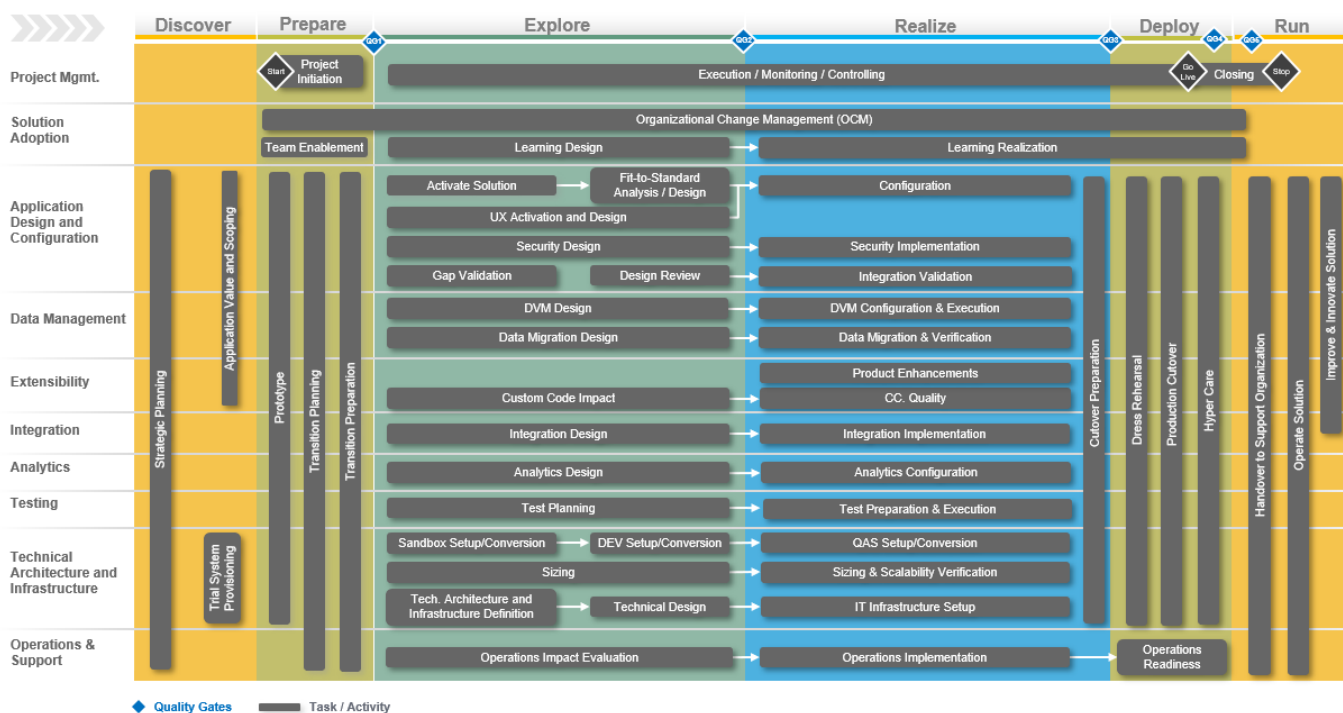 Discover
Prepare
Explore
Realize
Deploy
Run
QG1
QG2
QG3
QG4
QG5
Project Mgmt.
Start
Project
Initiation
Execution / Monitoring / Controlling
Go
Live
Closing
Stop
Solution
Adoption
Organizational Change Management (OCM)
Team Enablement
Learning Design
Learning Realization
Application
Design and
Configuration
Activate Solution
Fit-to-Standard
Analysis / Design
Configuration
UX Activation and Design
Security Design
Security Implementation
Gap Validation
Design Review
Integration Validation
Data Management
DVM Design
DVM Configuration & Execution
Data Migration Design
Data Migration & Verification
Extensibility
Product Enhancements
Custom Code Impact
CC. Quality
Integration
Integration Design
Integration Implementation
Analytics
Analytics Design
Analytics Configuration
Testing
Test Planning
Test Preparation & Execution
Technical
Architecture and
Infrastructure
Sandbox Setup/Conversion
DEV Setup/Conversion
QAS Setup/Conversion
Sizing
Sizing & Scalability Verification
Tech. Architecture and
Infrastructure Definition
Technical Design
IT Infrastructure Setup
Operations &
Support
Operations Impact Evaluation
Operations Implementation
Operations
Readiness
Strategic Planning
Application Value and Scoping
Trial System
Provisioning
Prototype
Transition Planning
Transition Preparation
Cutover Preparation
Dress Rehearsal
Production Cutover
Hyper Care
Handover to Support Organization
Operate Solution
Improve & Innovate Solution
Quality Gates
Task / Activity